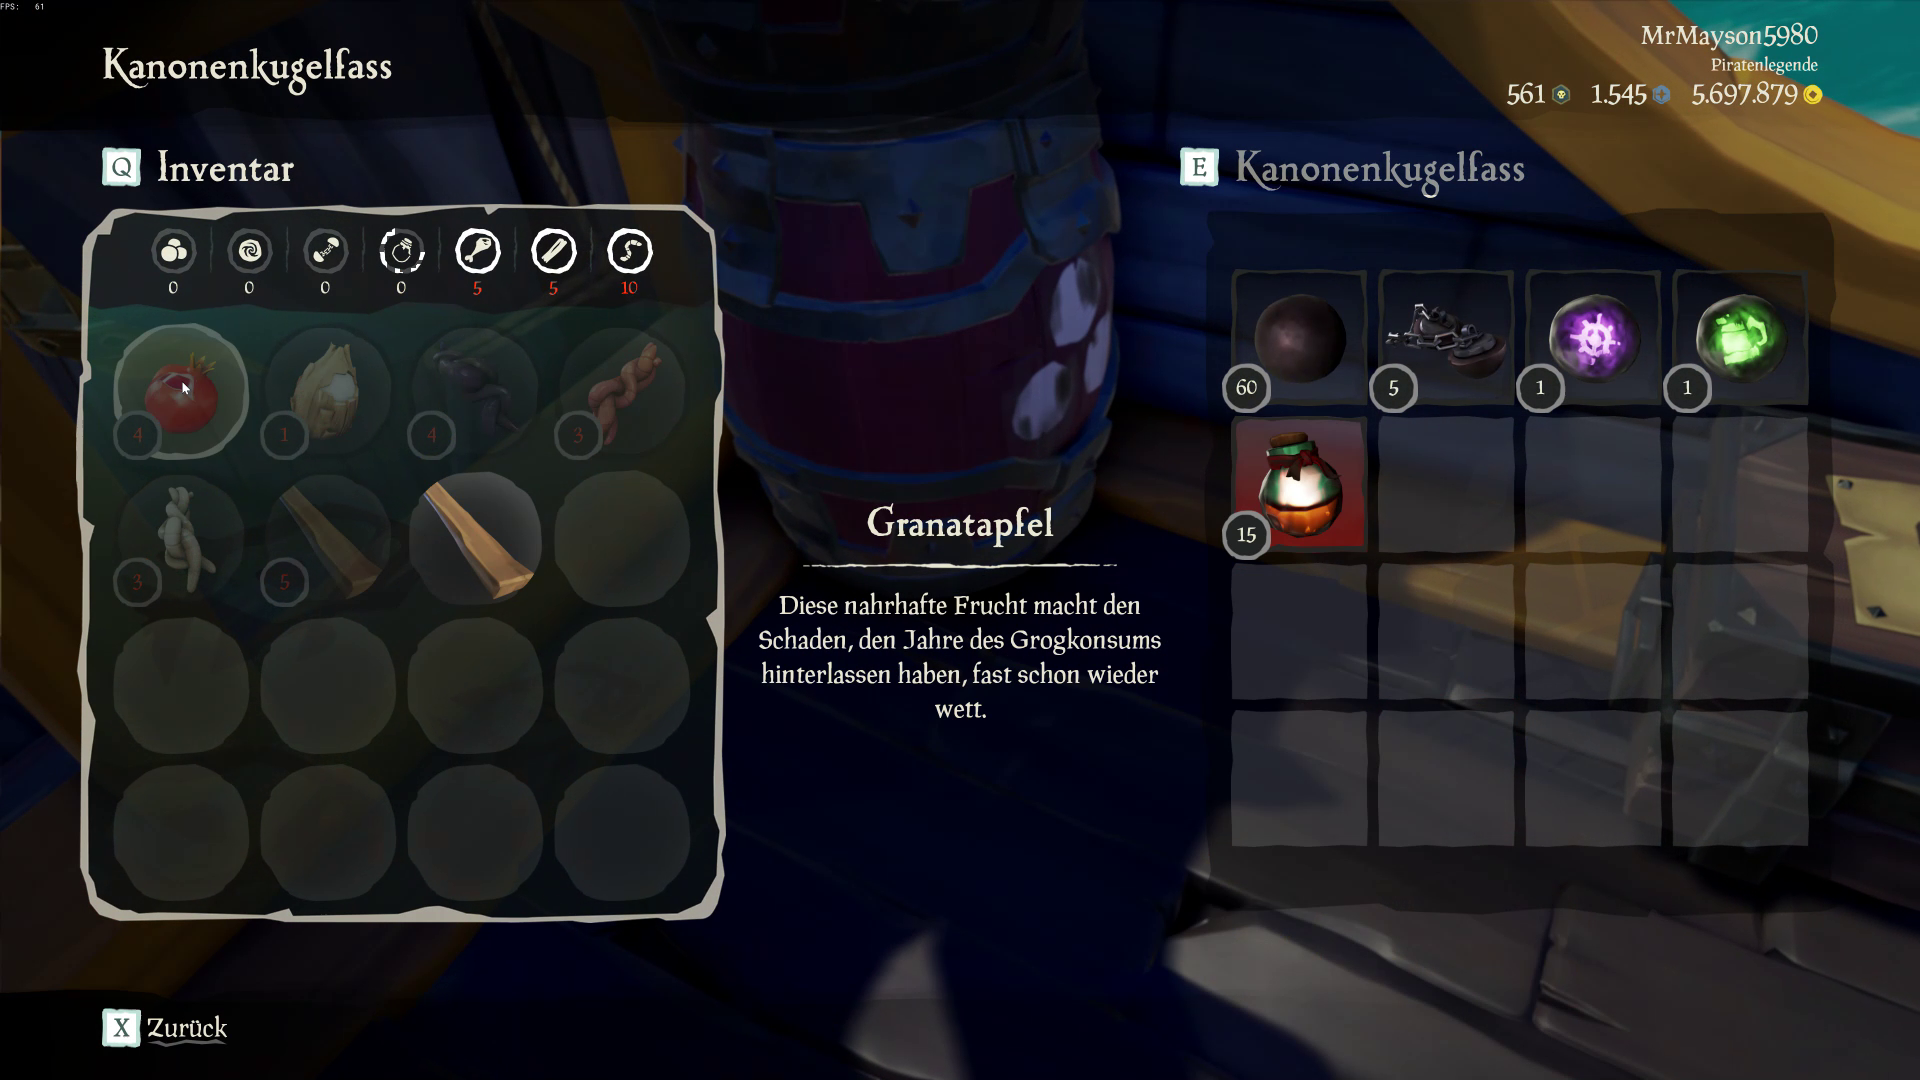 FPS: 61
Kanonenkugelfass
MrMayson5980
Piratenlegende
561 1.545 5.697.879
Q Inventar
E Kanonenkugelfass
0 0 0 0 5 5 10
4 1 4 3
3 5
60 5 1 1
15
Granatapfel
Diese nahrhafte Frucht macht den
Schaden, den Jahre des Grogkonsums
hinterlassen haben, fast schon wieder
wett.
X Zurück